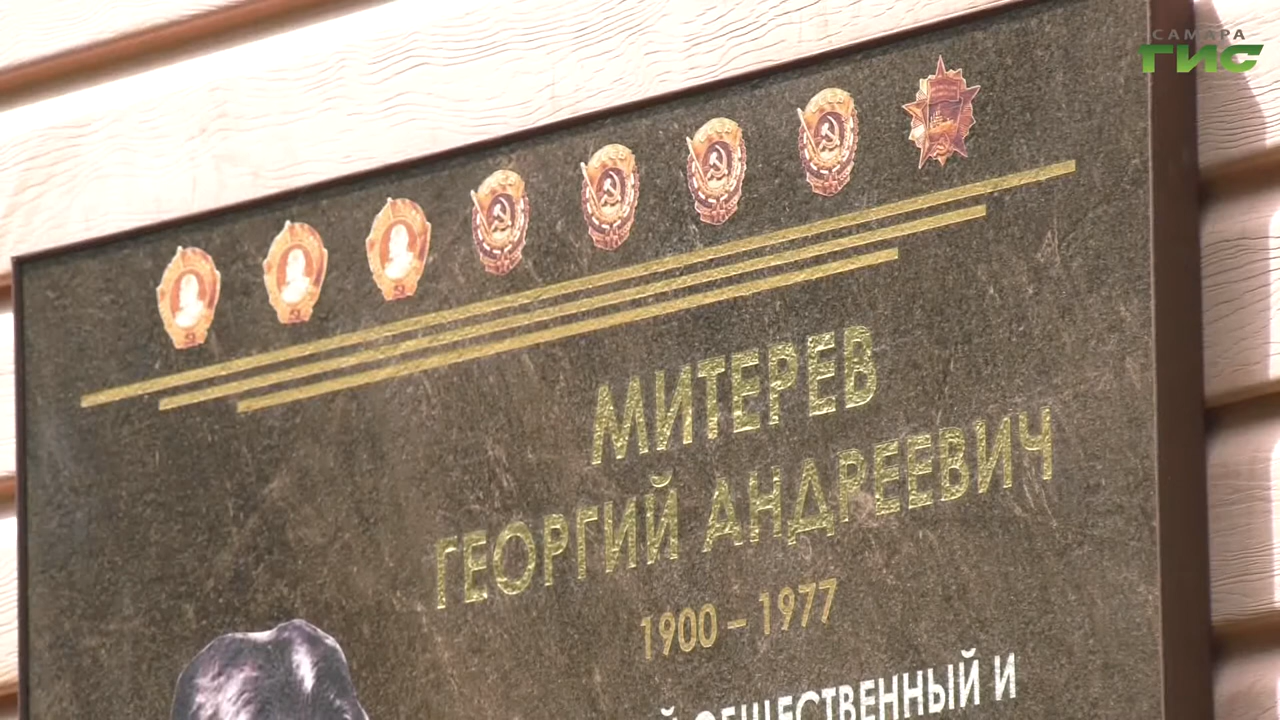 САМАРА
ГИС
МИТЕРЕВ
ГЕОРГИЙ АНДРЕЕВИЧ
1900 – 1977
ОБЩЕСТВЕННЫЙ И